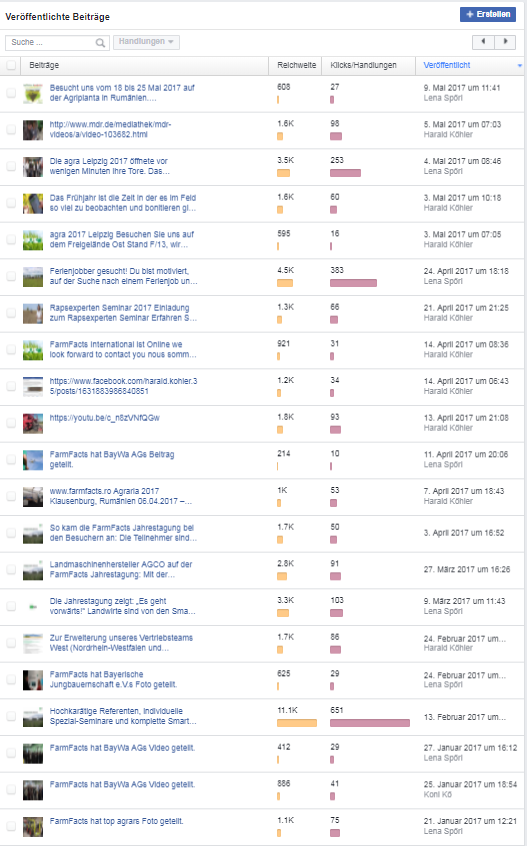 Veröffentlichte Beiträge
Erstellen
Suche ...
Handlungen
Beiträge Reichweite Klicks/Handlungen Veröffentlicht
Besucht uns vom 18 bis 25 Mai 2017 auf 608 27 9. Mai 2017 um 11:41
der Agriplanta in Rumänien.... Lena Spörl
http://www.mdr.de/mediathek/mdr- 1.6K 98 5. Mai 2017 um 07:03
videos/a/video-103682.html Harald Köhler
Die agra Leipzig 2017 öffnete vor 3.5K 253 4. Mai 2017 um 08:46
wenigen Minuten ihre Tore. Das... Lena Spörl
Das Frühjahr ist die Zeit in der es im Feld 1.6K 60 3. Mai 2017 um 10:18
so viel zu beobachten und bonitieren gi... Harald Köhler
agra 2017 Leipzig Besuchen Sie uns auf 595 16 3. Mai 2017 um 07:05
dem Freigelände Ost Stand F/13, wir... Harald Köhler
Ferienjobber gesucht! Du bist motiviert, 4.5K 383 24. April 2017 um 18:18
auf der Suche nach einem Ferienjob un... Lena Spörl
Rapsexperten Seminar 2017 Einladung 1.3K 66 21. April 2017 um 21:25
zum Rapsexperten Seminar Erfahren S... Harald Köhler
FarmFacts International ist Online we 921 31 14. April 2017 um 08:36
look forward to contact you nous somm... Harald Köhler
https://www.facebook.com/harald.kohler.3 1.2K 34 14. April 2017 um 06:43
5/posts/1631883986840851 Harald Köhler
https://youtu.be/c_n8zVNfQGw 1.8K 93 13. April 2017 um 21:08
Harald Köhler
FarmFacts hat BayWa AGs Beitrag 214 10 11. April 2017 um 20:06
geteilt. Lena Spörl
www.farmfacts.ro Agraria 2017 1K 53 7. April 2017 um 18:43
Klausenburg, Rumänien 06.04.2017 –... Harald Köhler
So kam die FarmFacts Jahrestagung bei 1.7K 50 3. April 2017 um 16:52
den Besuchern an: Die Teilnehmer sind...
Landmaschinenhersteller AGCO auf der 2.8K 91 27. März 2017 um 16:26
FarmFacts Jahrestagung: Mit der...
Die Jahrestagung zeigt: „Es geht 3.3K 103 9. März 2017 um 11:43
vorwärts!“ Landwirte sind von den Sma... Lena Spörl
Zur Erweiterung unseres Vertriebsteams 1.7K 86 24. Februar 2017 um...
West (Nordrhein-Westfalen und... Harald Köhler
FarmFacts hat Bayerische 625 29 24. Februar 2017 um...
Jungbauernschaft e.V.s Foto geteilt. Lena Spörl
Hochkarätige Referenten, individuelle 11.1K 651 13. Februar 2017 um...
Spezial-Seminare und komplette Smart...
FarmFacts hat BayWa AGs Video geteilt. 412 29 27. Januar 2017 um 16:12
Lena Spörl
FarmFacts hat BayWa AGs Video geteilt. 886 41 25. Januar 2017 um 18:54
Koni Kö
FarmFacts hat top agrars Foto geteilt. 1.1K 75 21. Januar 2017 um 12:21
Lena Spörl